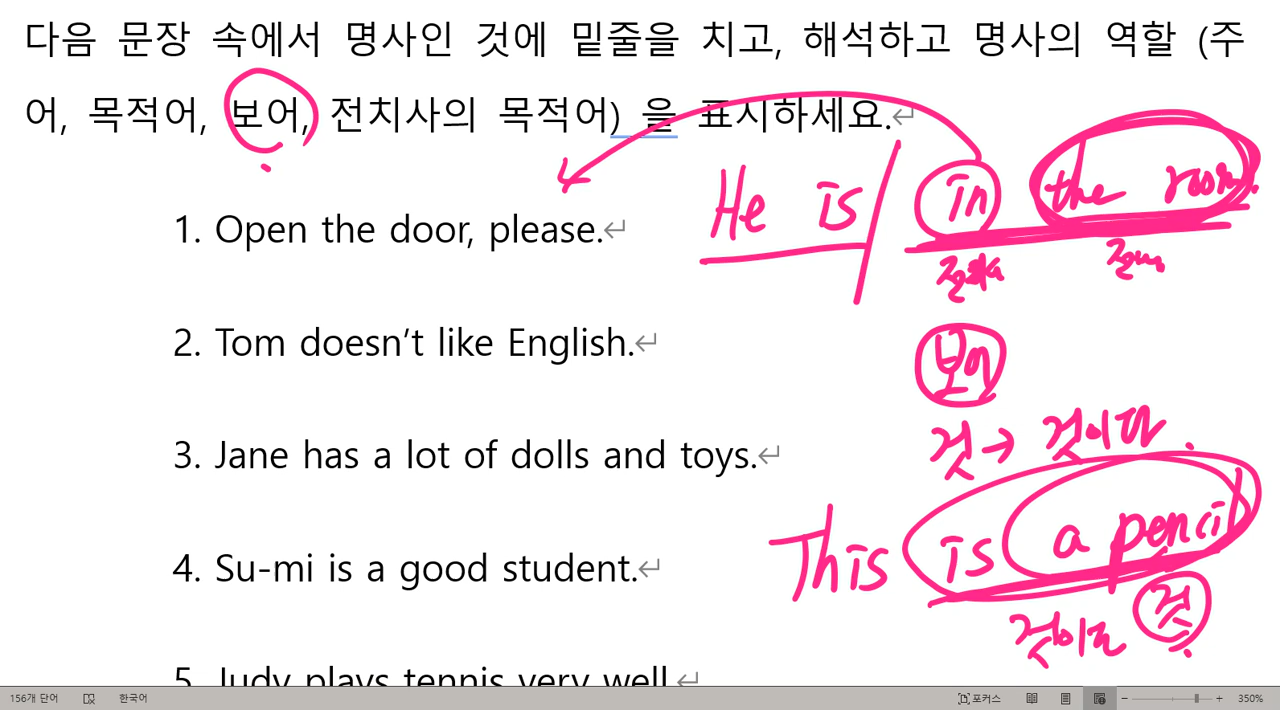 다음 문장 속에서 명사인 것에 밑줄을 치고, 해석하고 명사의 역할 (주
어, 목적어, 보어, 전치사의 목적어) 을 표시하세요.
He is in the room.
1. Open the door, please.
2. Tom doesn't like English.
보어
3. Jane has a lot of dolls and toys.
것→ 것이다.
This is a pencil
4. Su-mi is a good student.
것
5. Judy plays tennis very well.
156개 단어 한국어 포커스 350%